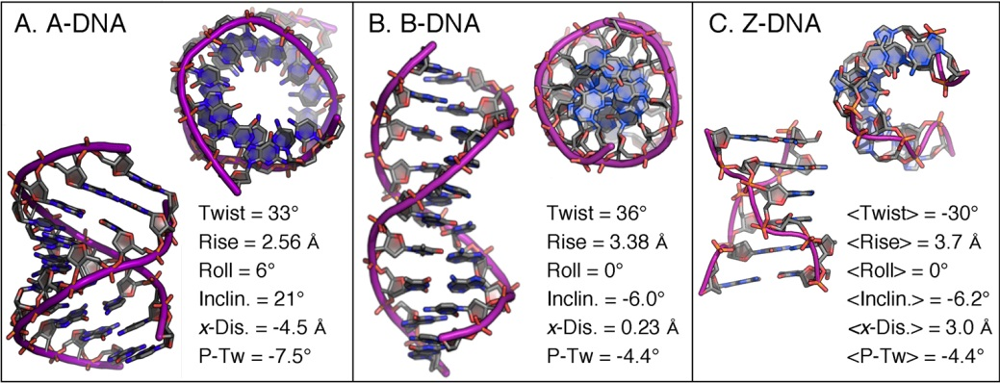 A. A-DNA
Twist = 33°
Rise = 2.56 Å
Roll = 6°
Inclin. = 21°
x-Dis. = -4.5 Å
P-Tw = -7.5°
B. B-DNA
Twist = 36°
Rise = 3.38 Å
Roll = 0°
Inclin. = -6.0°
x-Dis. = 0.23 Å
P-Tw = -4.4°
C. Z-DNA
<Twist> = -30°
<Rise> = 3.7 Å
<Roll> = 0°
<Inclin.> = -6.2°
<x-Dis.> = 3.0 Å
<P-Tw> = -4.4°